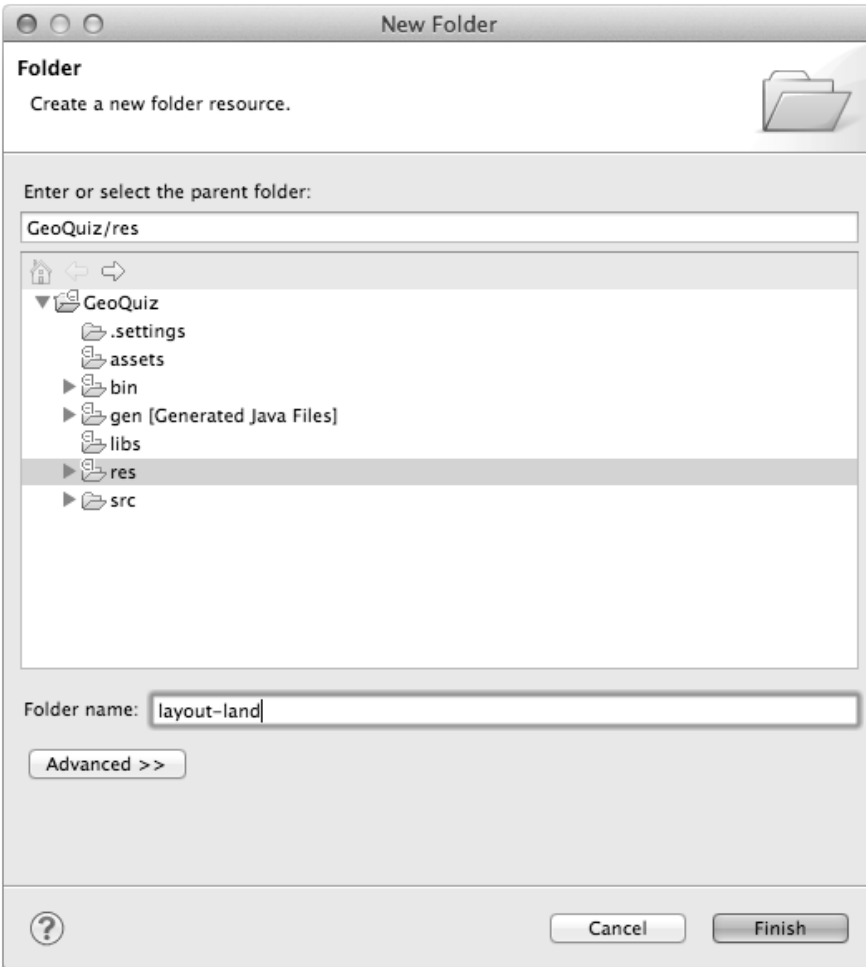 New Folder
Folder
Create a new folder resource.
Enter or select the parent folder:
GeoQuiz/res
GeoQuiz
.settings
assets
bin
gen [Generated Java Files]
libs
res
src
Folder name: layout-land
Advanced >>
?
Cancel Finish